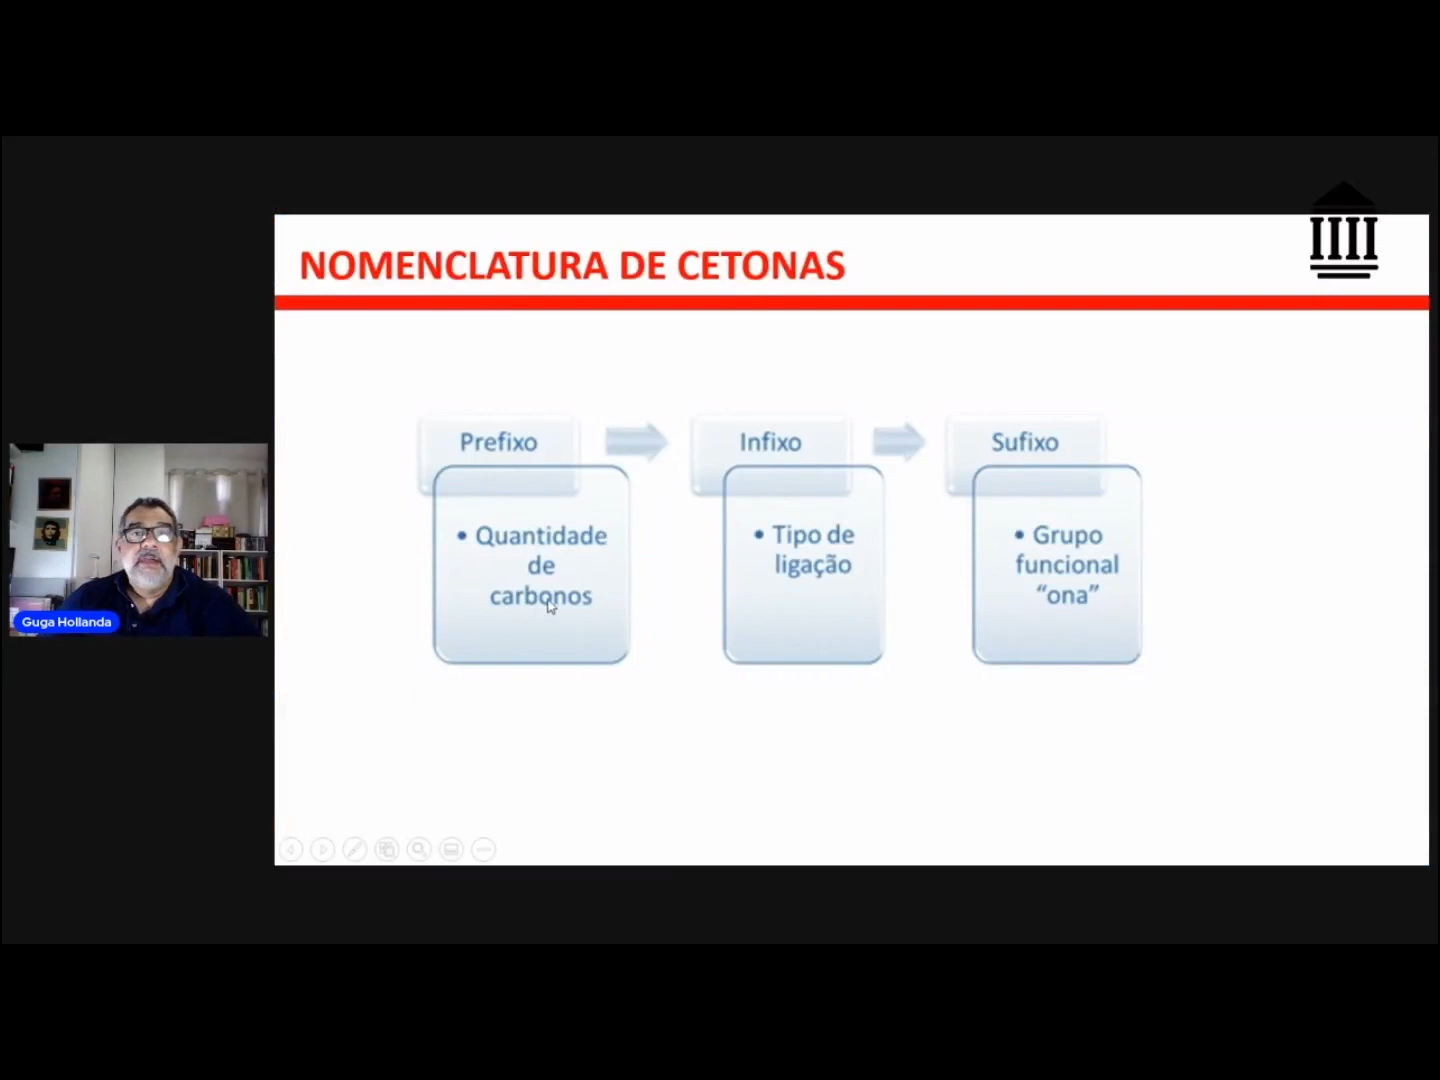 NOMENCLATURA DE CETONAS
Prefixo
Infixo
Sufixo
• Quantidade
de
carbonos
• Tipo de
ligação
• Grupo
funcional
“ona”
Guga Hollanda